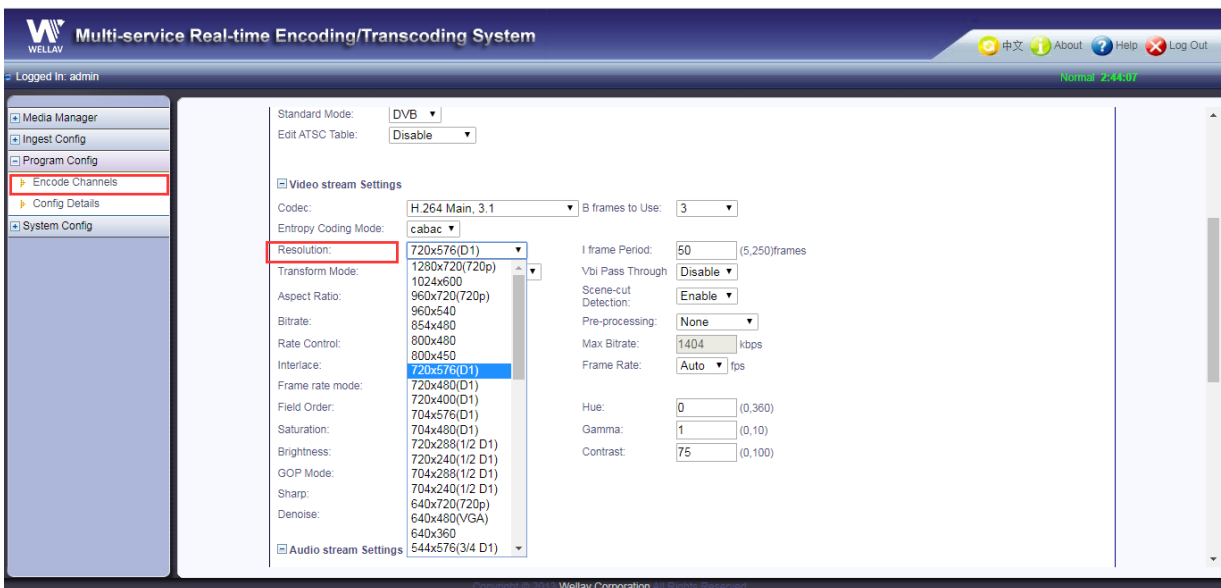 WELLAV
Multi-service Real-time Encoding/Transcoding System
中文 About Help Log Out
Logged In: admin
Normal 2:44:07
Media Manager
Ingest Config
Program Config
Encode Channels
Config Details
System Config
Standard Mode: DVB
Edit ATSC Table: Disable
Video stream Settings
Codec: H.264 Main, 3.1 B frames to Use: 3
Entropy Coding Mode: cabac
Resolution: 720x576(D1) I frame Period: 50 (5,250)frames
Transform Mode: Vbi Pass Through Disable
Aspect Ratio: Scene-cut Detection: Enable
Bitrate: Pre-processing: None
Rate Control: Max Bitrate: 1404 kbps
Interlace: Frame Rate: Auto fps
Frame rate mode:
Field Order: Hue: 0 (0,360)
Saturation: Gamma: 1 (0,10)
Brightness: Contrast: 75 (0,100)
GOP Mode:
Sharp:
Denoise:
1280x720(720p)
1024x600
960x720(720p)
960x540
854x480
800x480
800x450
720x576(D1)
720x480(D1)
720x400(D1)
704x576(D1)
704x480(D1)
720x288(1/2 D1)
720x240(1/2 D1)
704x288(1/2 D1)
704x240(1/2 D1)
640x720(720p)
640x480(VGA)
640x360
544x576(3/4 D1)
Audio stream Settings
Copyright © 2013 Wellav Corporation All Rights Reserved